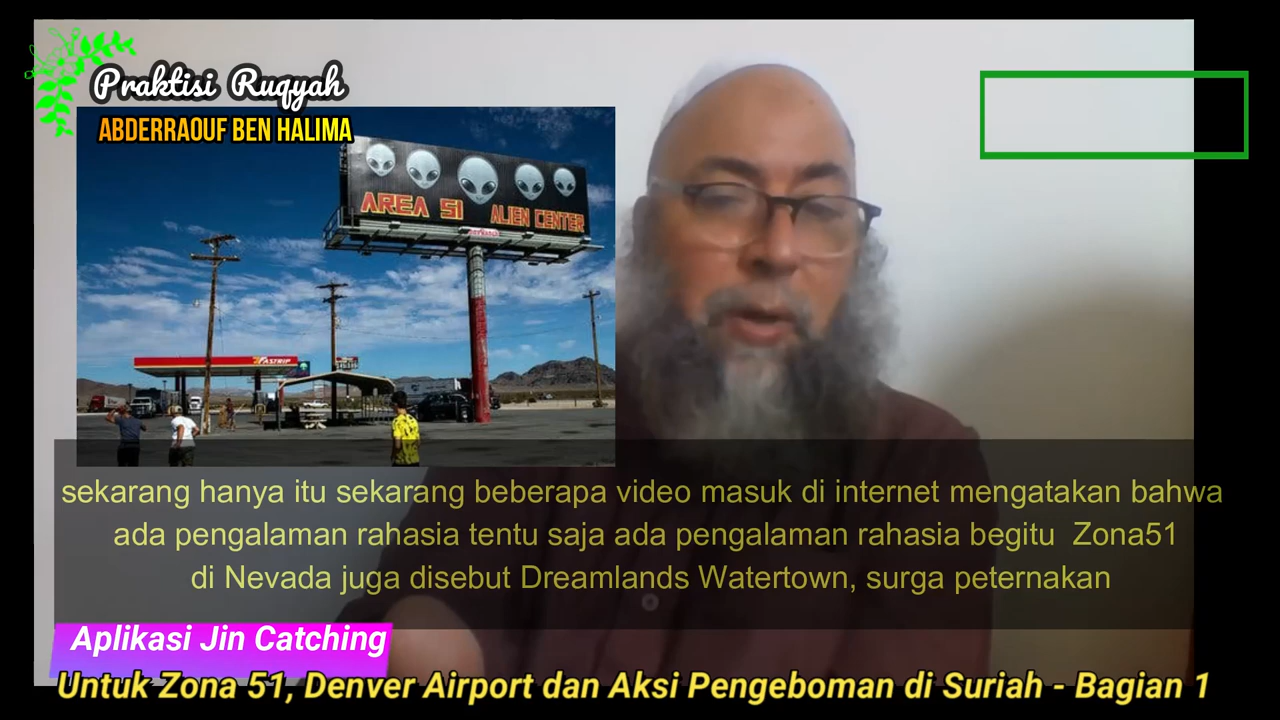 Praktisi Ruqyah
ABDERRAOUF BEN HALIMA
AREA 51 ALIEN CENTER
FASTRIP
sekarang hanya itu sekarang beberapa video masuk di internet mengatakan bahwa
ada pengalaman rahasia tentu saja ada pengalaman rahasia begitu Zona51
di Nevada juga disebut Dreamlands Watertown, surga peternakan
Aplikasi Jin Catching
Untuk Zona 51, Denver Airport dan Aksi Pengeboman di Suriah - Bagian 1